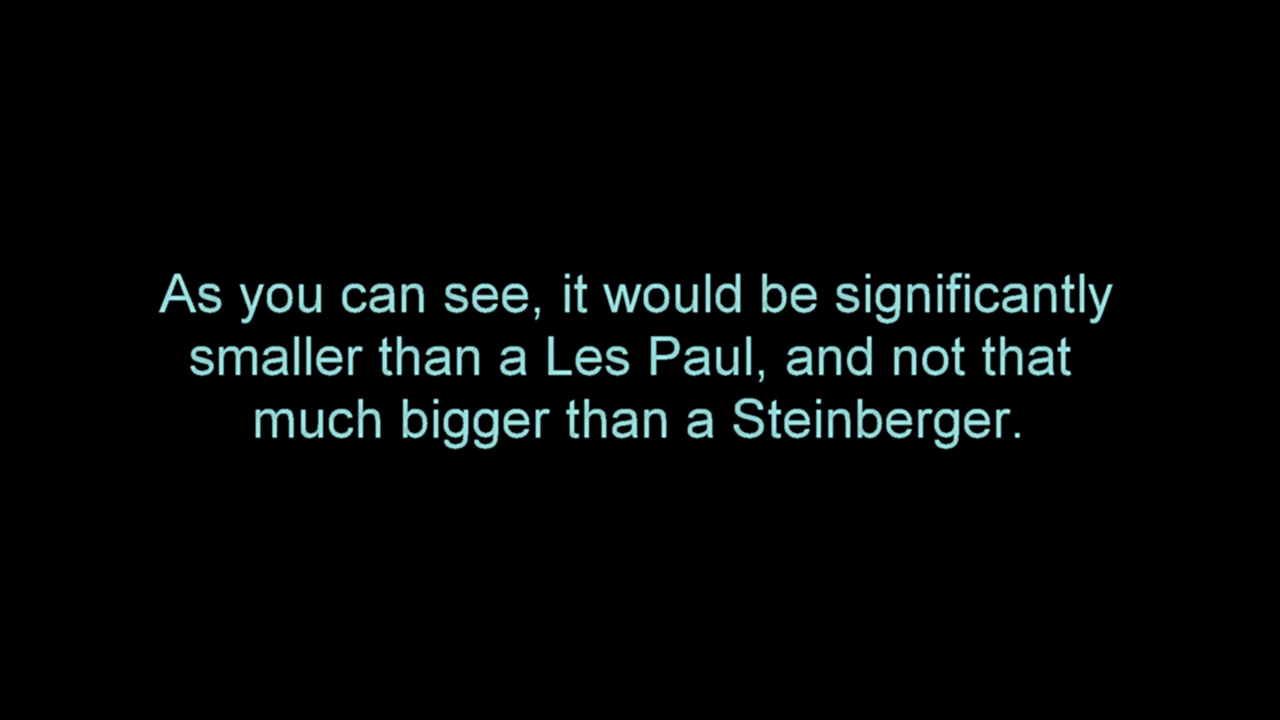 As you can see, it would be significantly
smaller than a Les Paul, and not that
much bigger than a Steinberger.